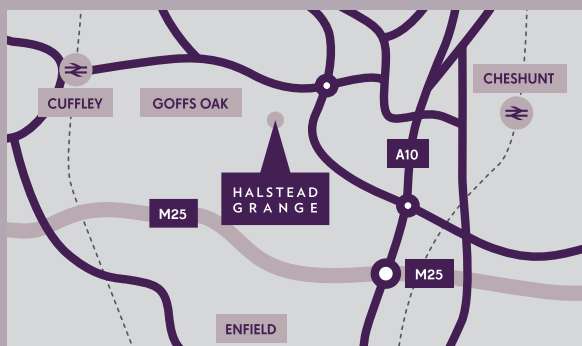 CHESHUNT
CUFFLEY
GOFFS OAK
A10
HALSTEAD
GRANGE
M25
M25
ENFIELD